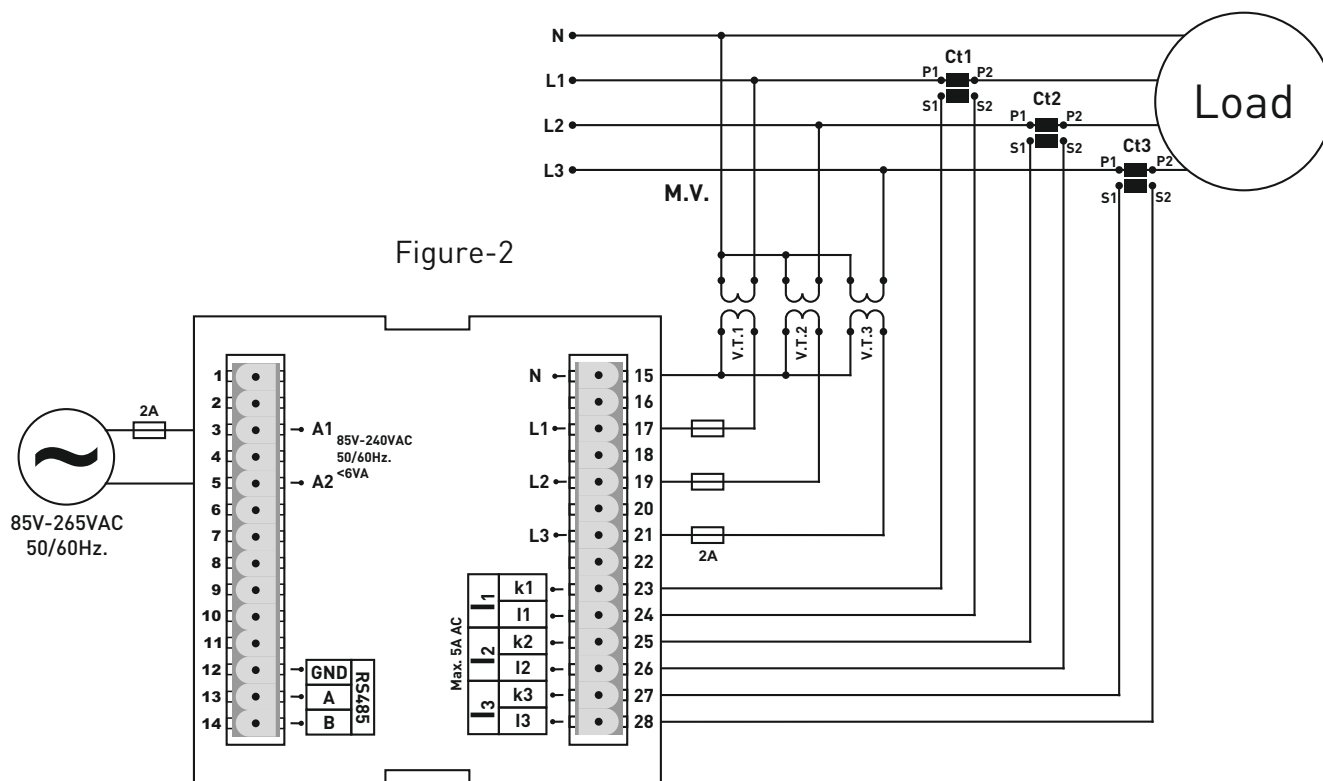 N
L1
L2
L3
M.V.
Ct1
P1 P2
S1 S2
Ct2
P1 P2
S1 S2
Ct3
P1 P2
S1 S2
Load
Figure-2
V.T.1
V.T.2
V.T.3
2A
85V-265VAC
50/60Hz.
1
2
3
4
5
6
7
8
9
10
11
12
13
14
A1
85V-240VAC
50/60Hz.
<6VA
A2
GND
A
B
RS485
N
L1
L2
L3
Max. 5A AC
I1
k1
l1
I2
k2
l2
I3
k3
l3
15
16
17
18
19
20
21
22
23
24
25
26
27
28
2A